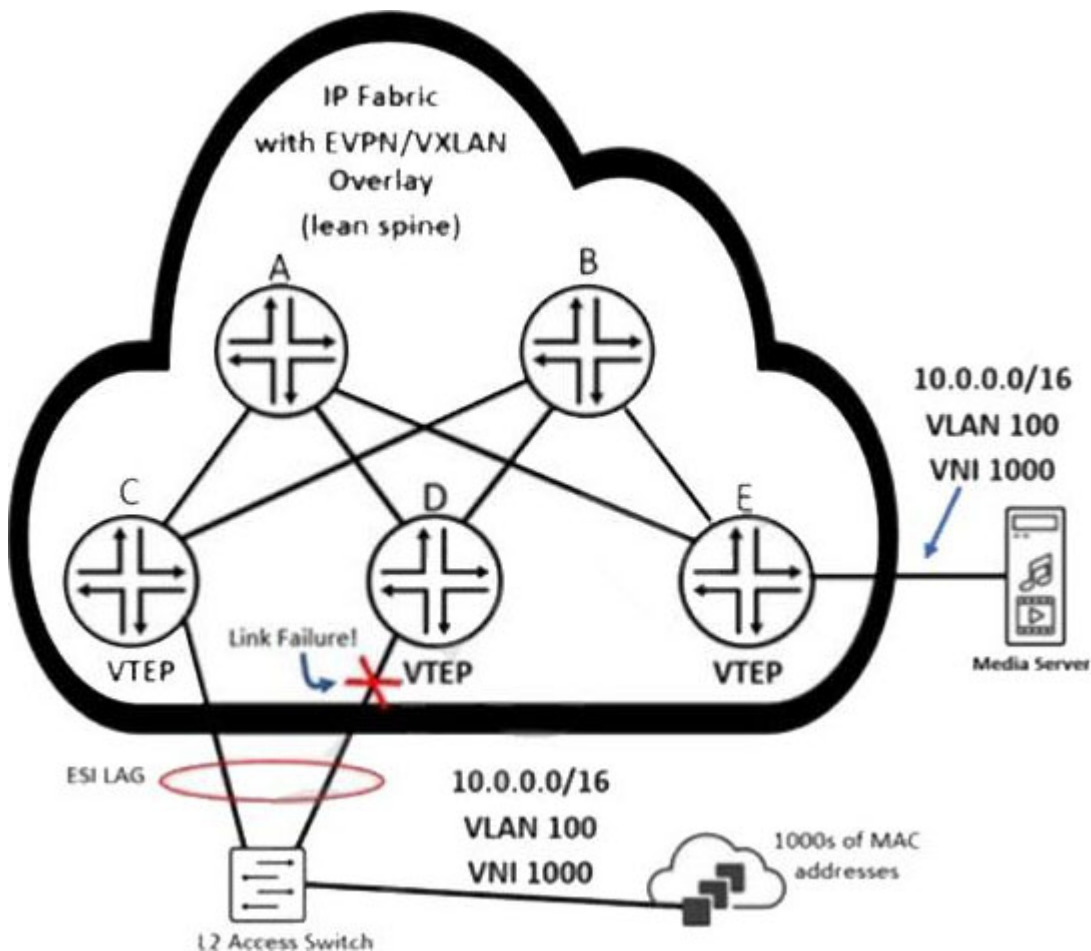 IP Fabric
with EVPN/VXLAN
Overlay
(lean spine)
A
B
10.0.0.0/16
VLAN 100
VNI 1000
C
D
E
Link Failure!
VTEP
VTEP
VTEP
Media Server
ESI LAG
10.0.0.0/16
VLAN 100
VNI 1000
1000s of MAC
addresses
L2 Access Switch